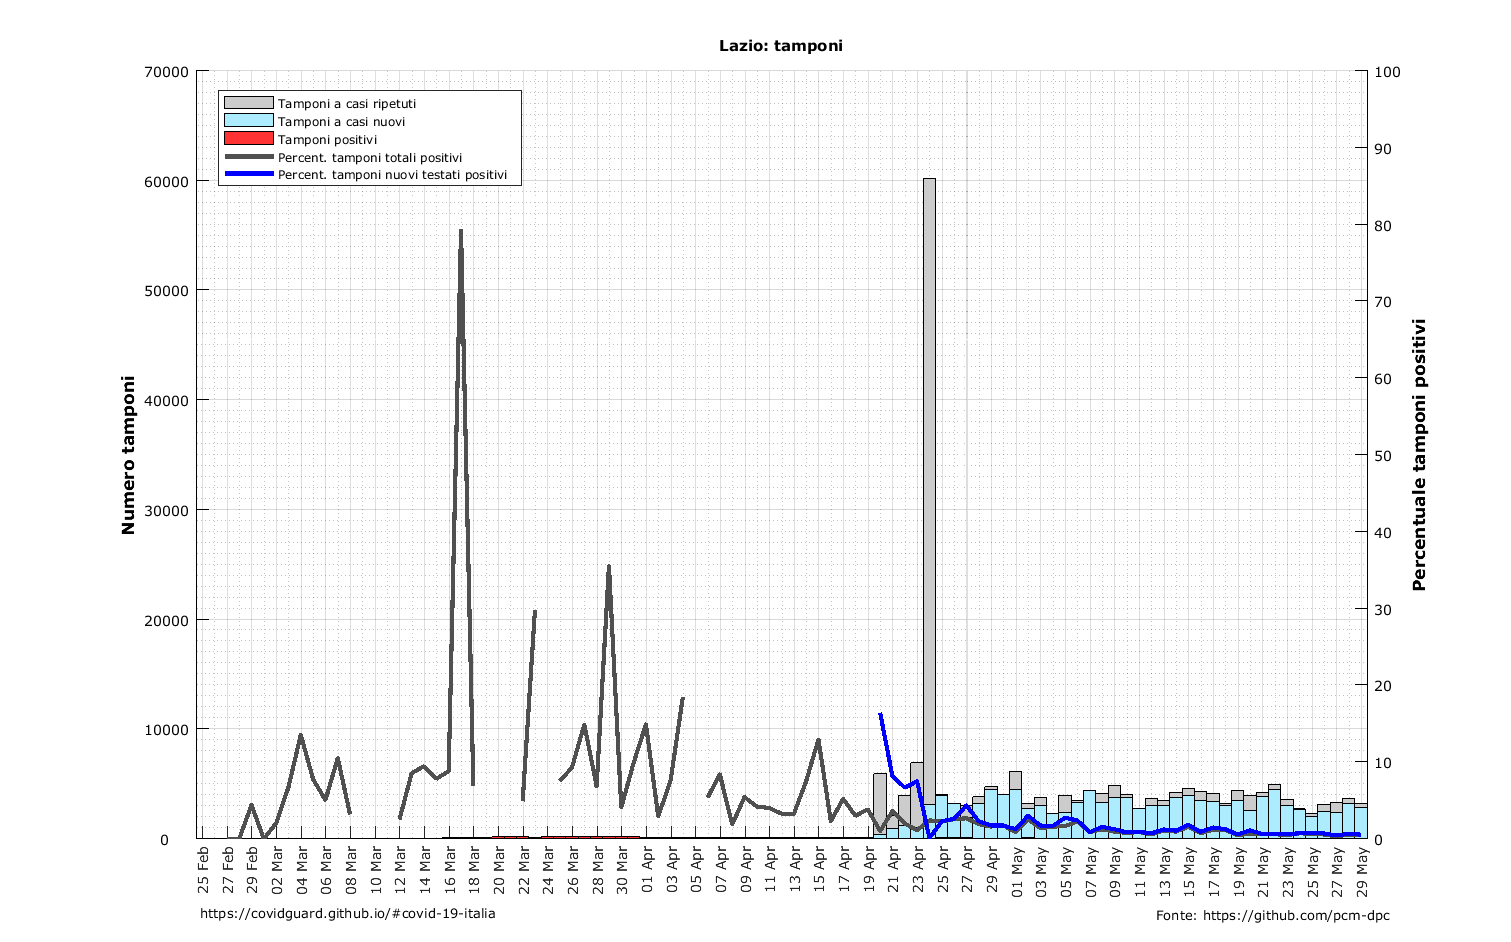 Lazio: tamponi
70000
60000
50000
40000
30000
20000
10000
0
Numero tamponi
Tamponi a casi ripetuti
Tamponi a casi nuovi
Tamponi positivi
Percent. tamponi totali positivi
Percent. tamponi nuovi testati positivi
100
90
80
70
60
50
40
30
20
10
0
Percentuale tamponi positivi
25 Feb
27 Feb
29 Feb
02 Mar
04 Mar
06 Mar
08 Mar
10 Mar
12 Mar
14 Mar
16 Mar
18 Mar
20 Mar
22 Mar
24 Mar
26 Mar
28 Mar
30 Mar
01 Apr
03 Apr
05 Apr
07 Apr
09 Apr
11 Apr
13 Apr
15 Apr
17 Apr
19 Apr
21 Apr
23 Apr
25 Apr
27 Apr
29 Apr
01 May
03 May
05 May
07 May
09 May
11 May
13 May
15 May
17 May
19 May
21 May
23 May
25 May
27 May
29 May
https://covidguard.github.io/#covid-19-italia
Fonte: https://github.com/pcm-dpc